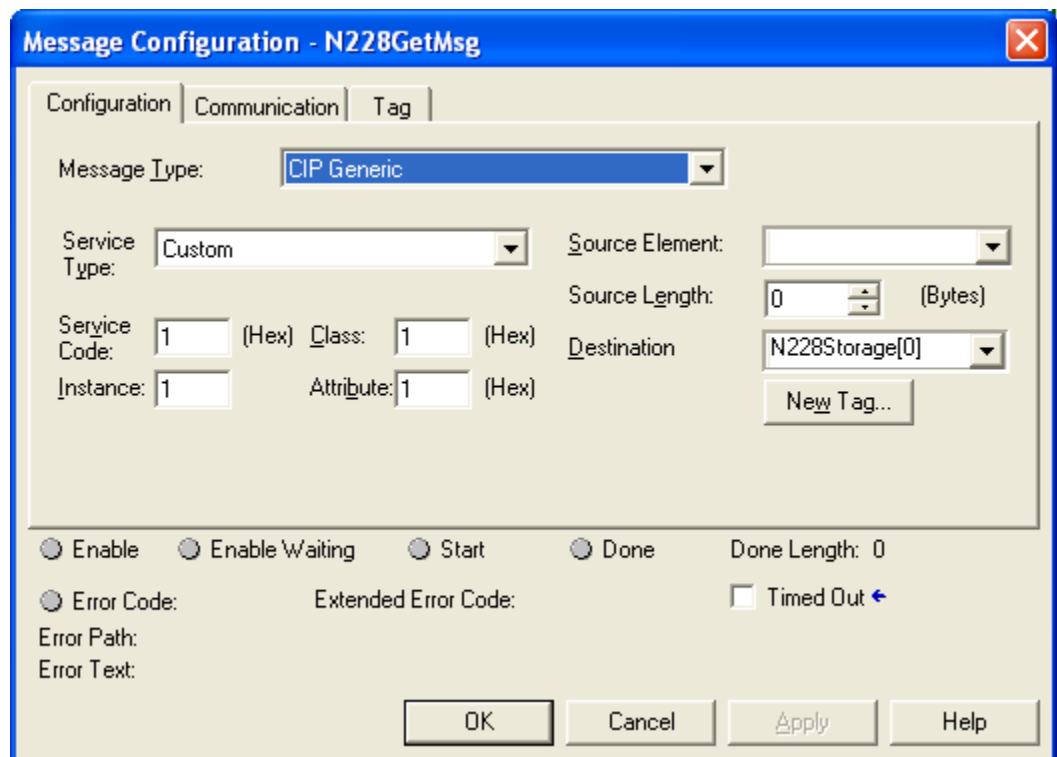 Message Configuration - N228GetMsg
Configuration Communication Tag
Message Type: CIP Generic
Service Type: Custom
Source Element:
Source Length: 0 (Bytes)
Service Code: 1 (Hex) Class: 1 (Hex)
Destination N228Storage[0]
Instance: 1 Attribute: 1 (Hex)
New Tag...
Enable Enable Waiting Start Done Done Length: 0
Error Code: Extended Error Code: Timed Out
Error Path:
Error Text:
OK Cancel Apply Help